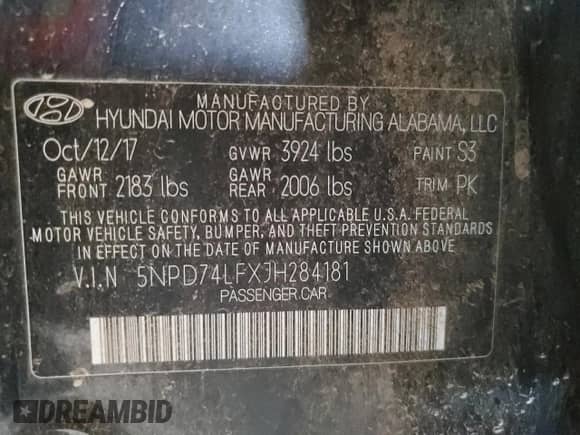 MANUFACTURED BY
HYUNDAI MOTOR MANUFACTURING ALABAMA, LLC
Oct/12/17 GVWR 3924 lbs PAINT S3
GAWR FRONT 2183 lbs GAWR REAR 2006 lbs TRIM PK
THIS VEHICLE CONFORMS TO ALL APPLICABLE U.S.A. FEDERAL
MOTOR VEHICLE SAFETY, BUMPER, AND THEFT PREVENTION STANDARDS
IN EFFECT ON THE DATE OF MANUFACTURE SHOWN ABOVE.
V.I.N 5NPD74LFXJH284181
PASSENGER CAR
DREAMBID